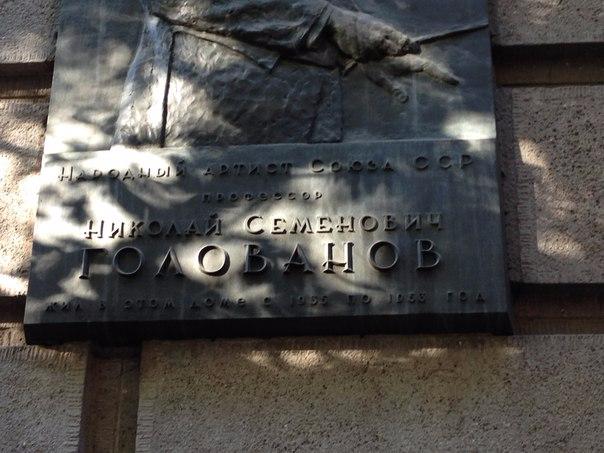 Народный артист Союза ССР
профессор
Николай Семенович
ГОЛОВАНОВ
жил в этом доме с 1935 по 1953 год